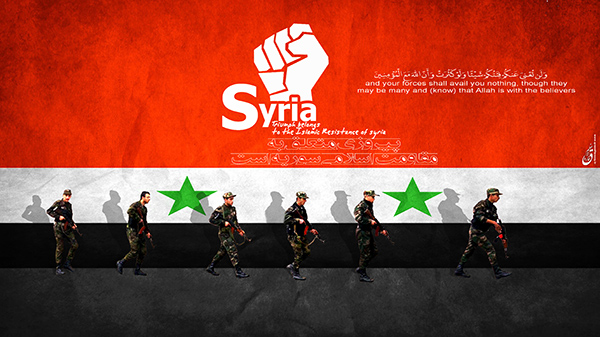 Syria
Triumph belongs
to the Islamic Resistance of syria
پیروزی متعلق به
مقاومت اسلامی سوریه است
وَلَن تُغْنِيَ عَنكُمْ فِئَتُكُمْ شَيْئًا وَلَوْ كَثُرَتْ وَأَنَّ اللَّهَ مَعَ الْمُؤْمِنِينَ
and your forces shall avail you nothing, though they
may be many and (know) that Allah is with the believers